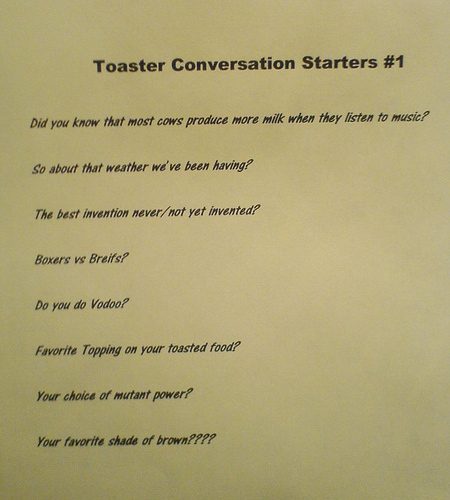 Toaster Conversation Starters #1
Did you know that most cows produce more milk when they listen to music?
So about that weather we've been having?
The best invention never/not yet invented?
Boxers vs Breifs?
Do you do Vodoo?
Favorite Topping on your toasted food?
Your choice of mutant power?
Your favorite shade of brown????